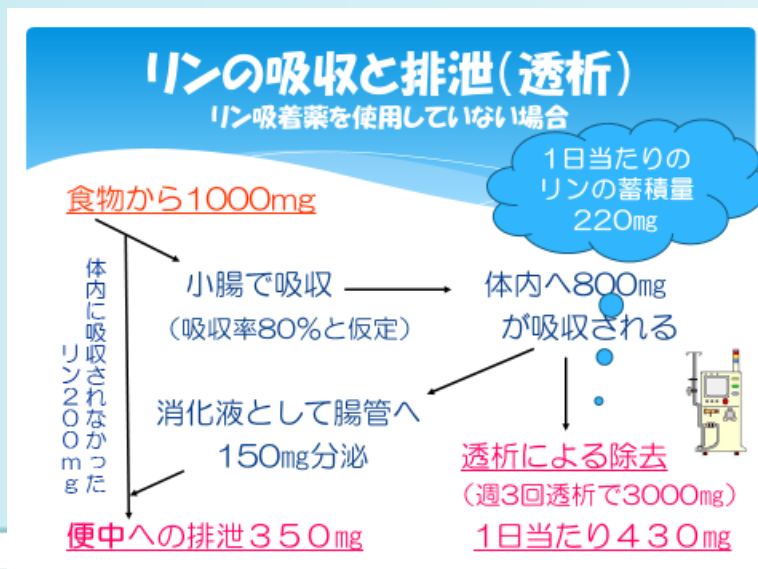 リンの吸収と排泄(透析)
リン吸着薬を使用していない場合
1日当たりの
リンの蓄積量
220㎎
食物から1000mg
小腸で吸収
(吸収率80%と仮定)
体内へ800㎎
が吸収される
体内に吸収されなかった
リン200mg
消化液として腸管へ
150㎎分泌
透析による除去
(週3回透析で3000㎎)
便中への排泄350㎎
1日当たり430㎎